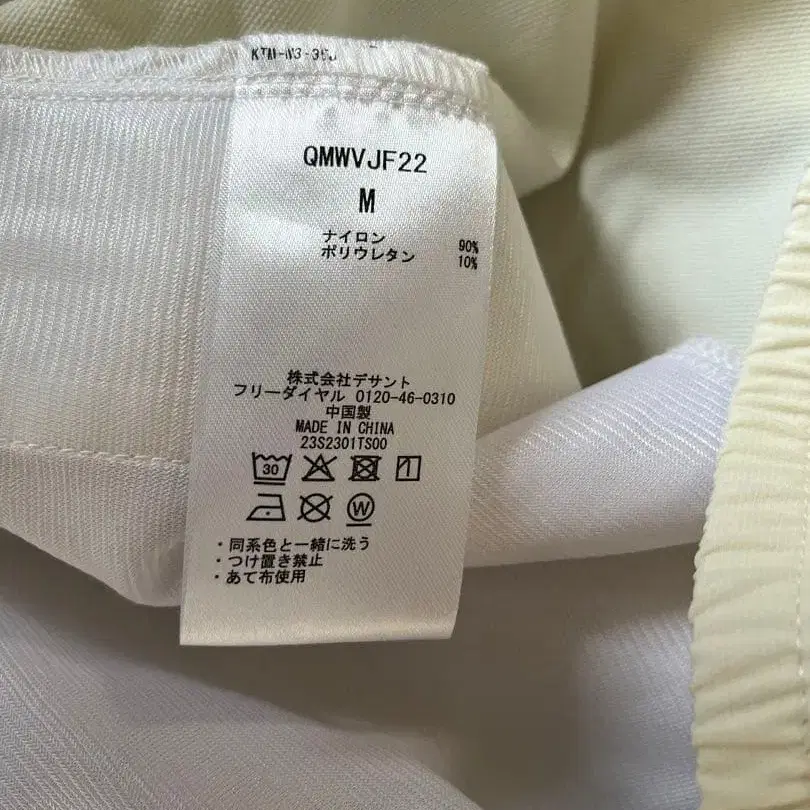 QMWVJF22
M
ナイロン 90%
ポリウレタン 10%
株式会社デサント
フリーダイヤル 0120-46-0310
中国製
MADE IN CHINA
23S2301TS00
30
W
・同系色と一緒に洗う
・つけ置き禁止
・あて布使用